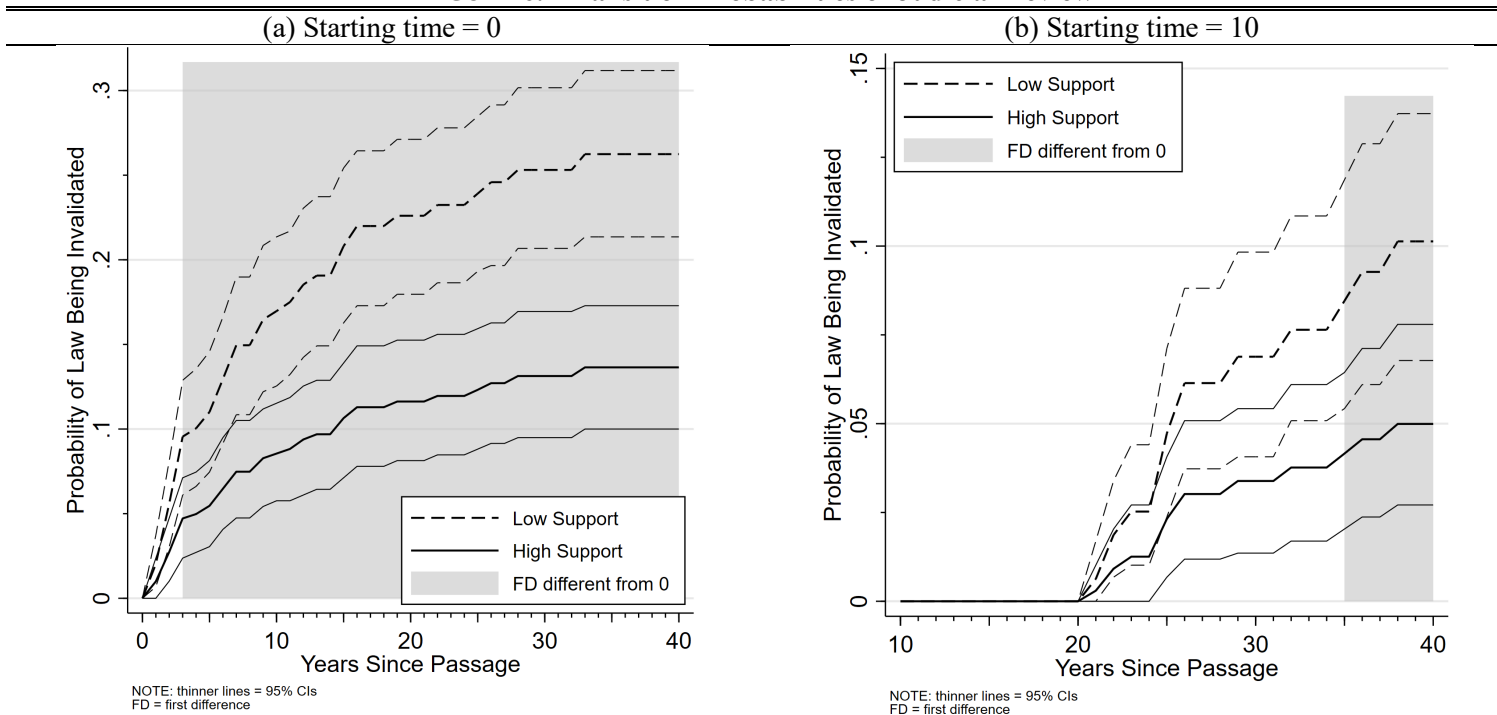 (a) Starting time = 0
(b) Starting time = 10
Probability of Law Being Invalidated
.3
.2
.1
0
Low Support
High Support
FD different from 0
0 10 20 30 40
Years Since Passage
NOTE: thinner lines = 95% CIs
FD = first difference
Probability of Law Being Invalidated
.15
.1
.05
0
Low Support
High Support
FD different from 0
10 20 30 40
Years Since Passage
NOTE: thinner lines = 95% CIs
FD = first difference